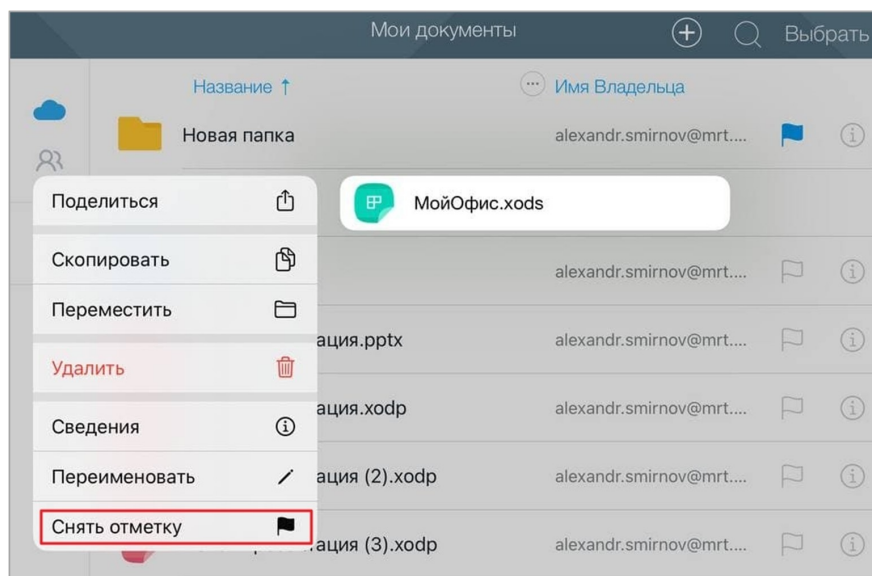 Мои документы
Выбрать
Название ↑
Имя Владельца
Новая папка
alexandr.smirnov@mrt....
Поделиться
МойОфис.xods
Скопировать
alexandr.smirnov@mrt....
Переместить
ация.pptx
alexandr.smirnov@mrt....
Удалить
ация.xodp
alexandr.smirnov@mrt....
Сведения
Переименовать
ация (2).xodp
alexandr.smirnov@mrt....
Снять отметку
ация (3).xodp
alexandr.smirnov@mrt....